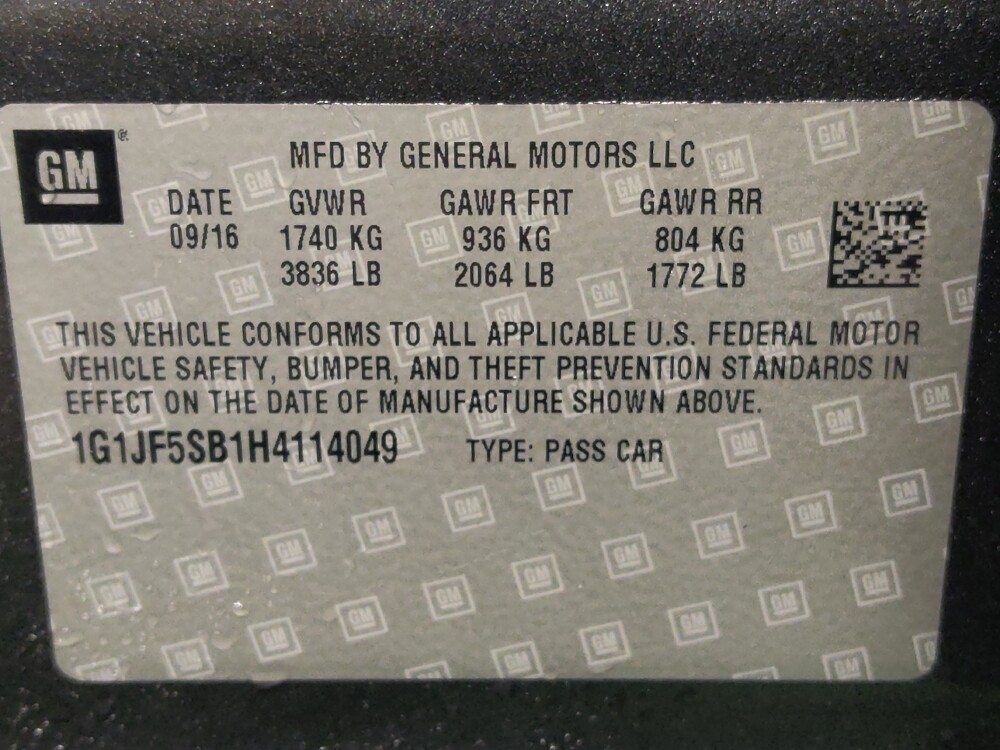 GM
MFD BY GENERAL MOTORS LLC
DATE GVWR GAWR FRT GAWR RR
09/16 1740 KG 936 KG 804 KG
3836 LB 2064 LB 1772 LB
THIS VEHICLE CONFORMS TO ALL APPLICABLE U.S. FEDERAL MOTOR
VEHICLE SAFETY, BUMPER, AND THEFT PREVENTION STANDARDS IN
EFFECT ON THE DATE OF MANUFACTURE SHOWN ABOVE.
1G1JF5SB1H4114049 TYPE: PASS CAR